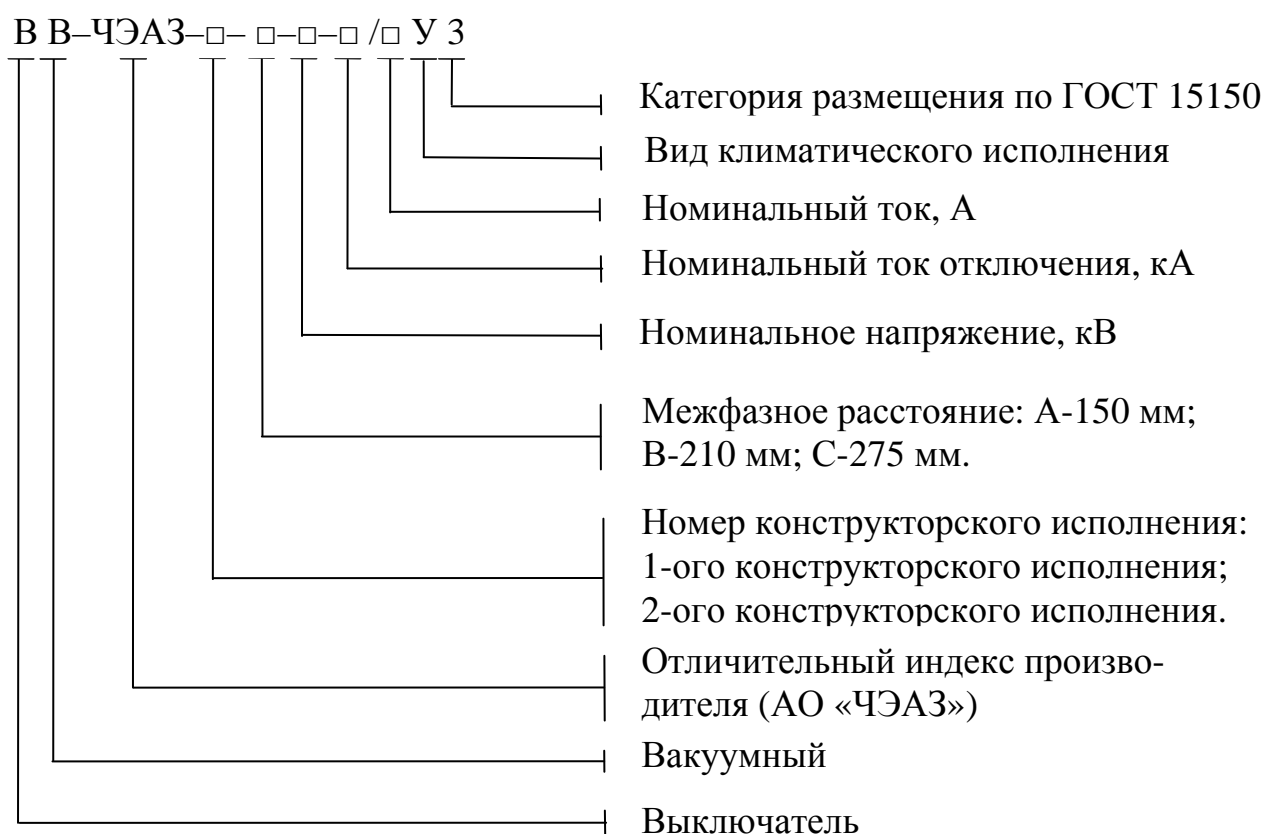 В В–ЧЭАЗ–□– □–□–□ /□ У 3
Категория размещения по ГОСТ 15150
Вид климатического исполнения
Номинальный ток, А
Номинальный ток отключения, кА
Номинальное напряжение, кВ
Межфазное расстояние: А-150 мм;
В-210 мм; С-275 мм.
Номер конструкторского исполнения:
1-ого конструкторского исполнения;
2-ого конструкторского исполнения.
Отличительный индекс произво-
дителя (АО «ЧЭАЗ»)
Вакуумный
Выключатель